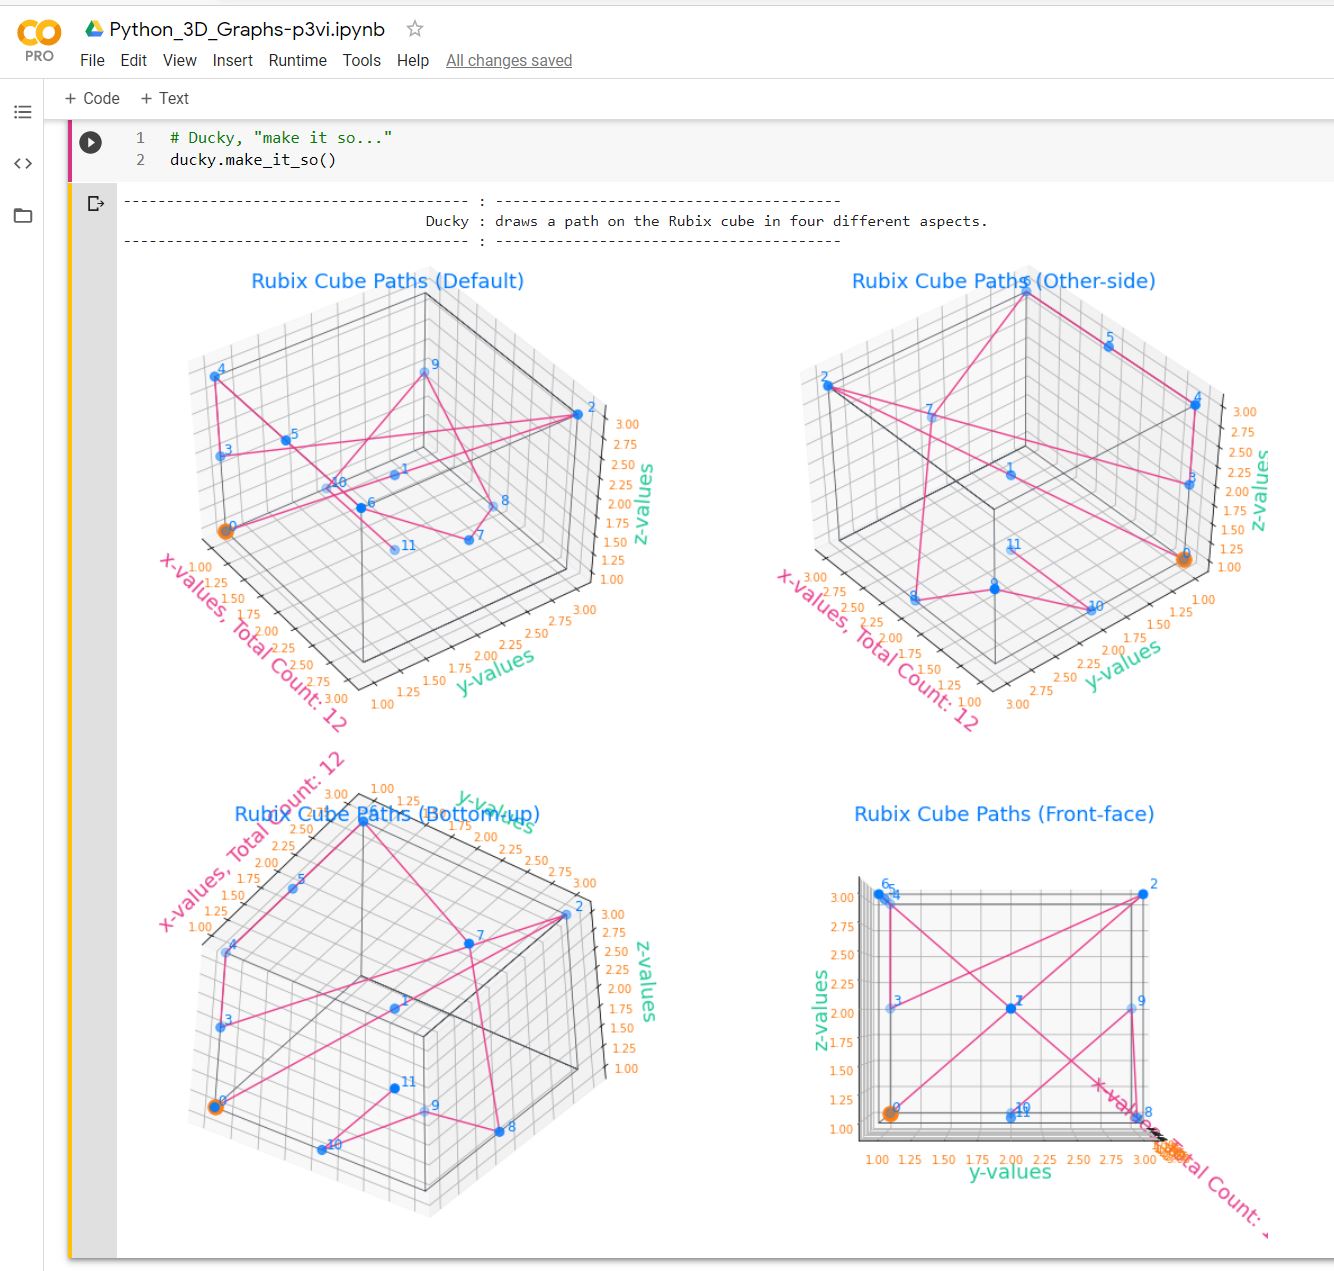 Python_3D_Graphs-p3vi.ipynb
PRO
File Edit View Insert Runtime Tools Help All changes saved
+ Code + Text
1 # Ducky, "make it so..."
2 ducky.make_it_so()
------------------------------------ : ------------------------------------
Ducky : draws a path on the Rubix cube in four different aspects.
------------------------------------ : ------------------------------------
Rubix Cube Paths (Default)
0 1 2 3 4 5 6 7 8 9 10 11
x-values, Total Count: 12
1.00 1.25 1.50 1.75 2.00 2.25 2.50 2.75 3.00
y-values
1.00 1.25 1.50 1.75 2.00 2.25 2.50 2.75 3.00
z-values
3.00 2.75 2.50 2.25 2.00 1.75 1.50 1.25 1.00
Rubix Cube Paths (Other-side)
0 1 2 3 4 5 6 7 8 9 10 11
x-values, Total Count: 12
3.00 2.75 2.50 2.25 2.00 1.75 1.50 1.25 1.00
y-values
3.00 2.75 2.50 2.25 2.00 1.75 1.50 1.25 1.00
z-values
3.00 2.75 2.50 2.25 2.00 1.75 1.50 1.25 1.00
Rubix Cube Paths (Bottom-up)
0 1 2 3 4 5 6 7 8 9 10 11
x-values, Total Count: 12
3.00 2.75 2.50 2.25 2.00 1.75 1.50 1.25 1.00
y-values
1.00 1.25 1.50 1.75 2.00 2.25 2.50 2.75 3.00
z-values
3.00 2.75 2.50 2.25 2.00 1.75 1.50 1.25 1.00
Rubix Cube Paths (Front-face)
6 5 4 2 3 7 9 0 10 11 8
z-values
3.00 2.75 2.50 2.25 2.00 1.75 1.50 1.25 1.00
y-values
1.00 1.25 1.50 1.75 2.00 2.25 2.50 2.75 3.00
x-values, Total Count: